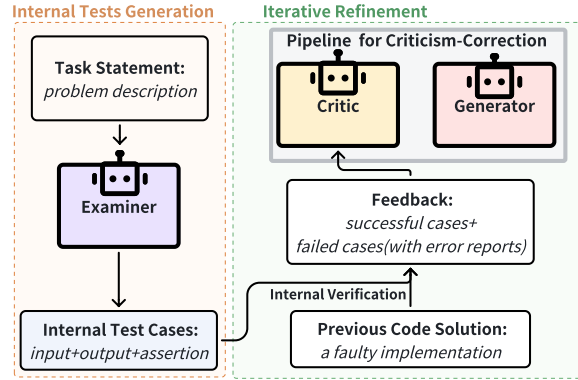 Internal Tests Generation
Task Statement:
problem description
Examiner
Internal Test Cases:
input+output+assertion
Iterative Refinement
Pipeline for Criticism-Correction
Critic
Generator
Feedback:
successful cases+
failed cases(with error reports)
Internal Verification
Previous Code Solution:
a faulty implementation